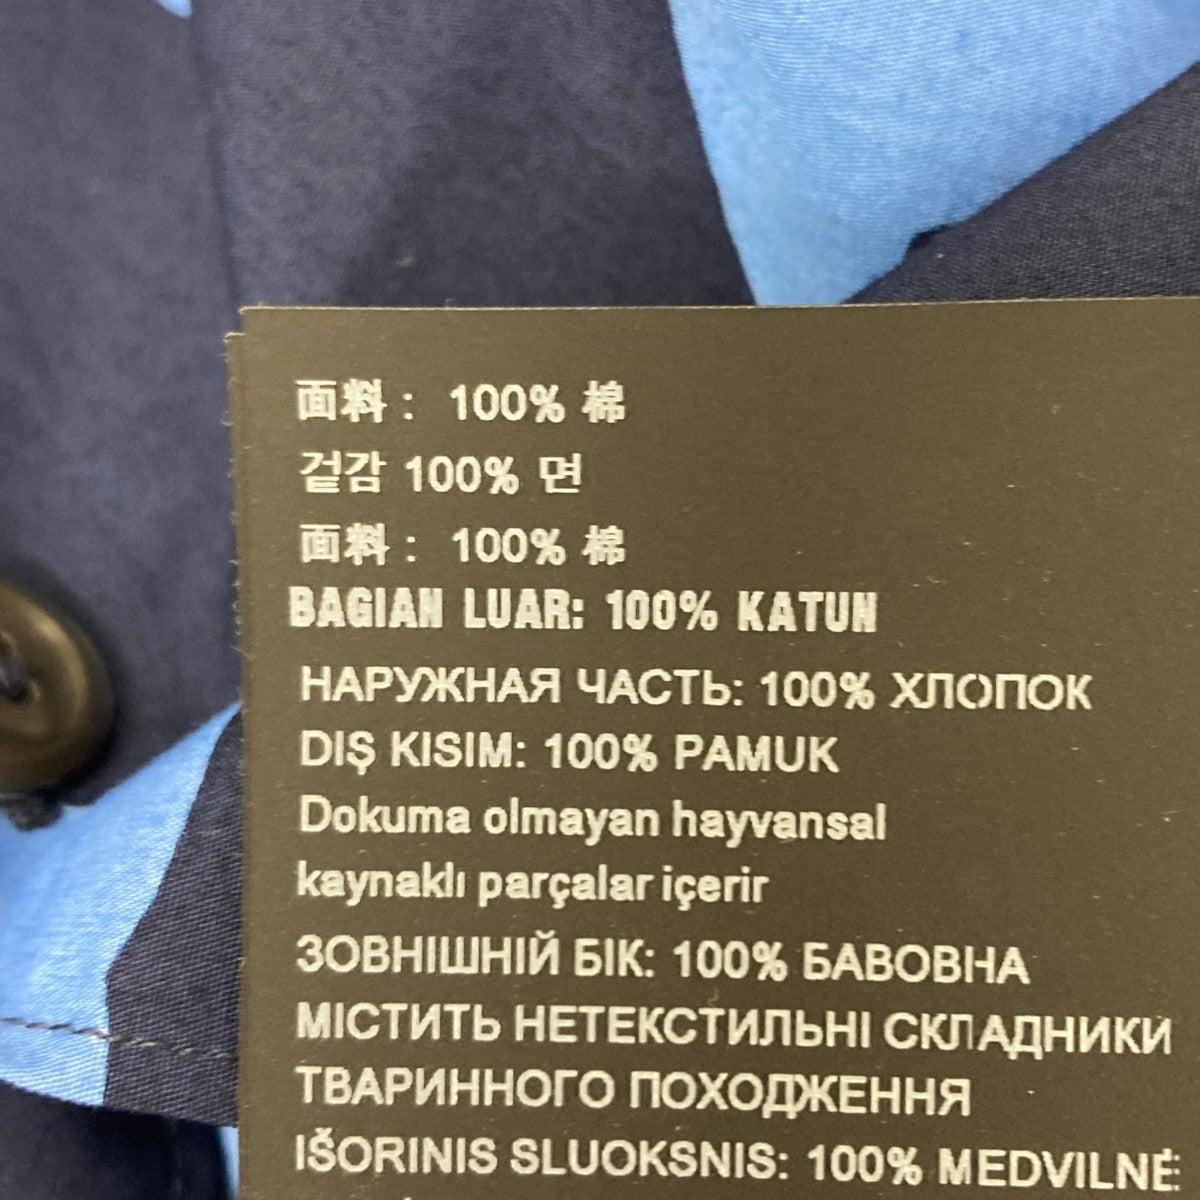 面料： 100% 棉
겉감 100% 면
面料： 100% 棉
BAGIAN LUAR: 100% KATUN
НАРУЖНАЯ ЧАСТЬ: 100% ХЛОПОК
DIŞ KISIM: 100% PAMUK
Dokuma olmayan hayvansal
kaynaklı parçalar içerir
ЗОВНІШНІЙ БІК: 100% БАВОВНА
МІСТИТЬ НЕТЕКСТИЛЬНІ СКЛАДНИКИ
ТВАРИННОГО ПОХОДЖЕННЯ
IŠORINIS SLUOKSNIS: 100% MEDVILNĖ